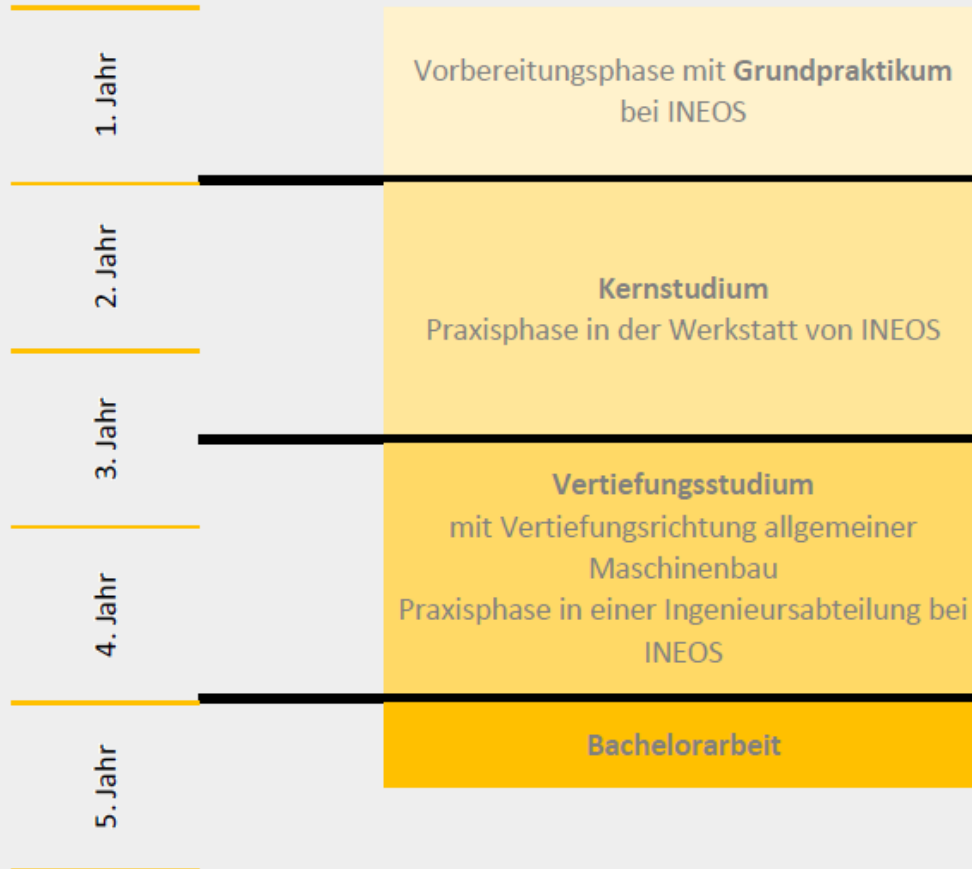 1. Jahr
Vorbereitungsphase mit Grundpraktikum
bei INEOS
2. Jahr
Kernstudium
Praxisphase in der Werkstatt von INEOS
3. Jahr
Vertiefungsstudium
mit Vertiefungsrichtung allgemeiner
Maschinenbau
Praxisphase in einer Ingenieursabteilung bei
INEOS
4. Jahr
Bachelorarbeit
5. Jahr